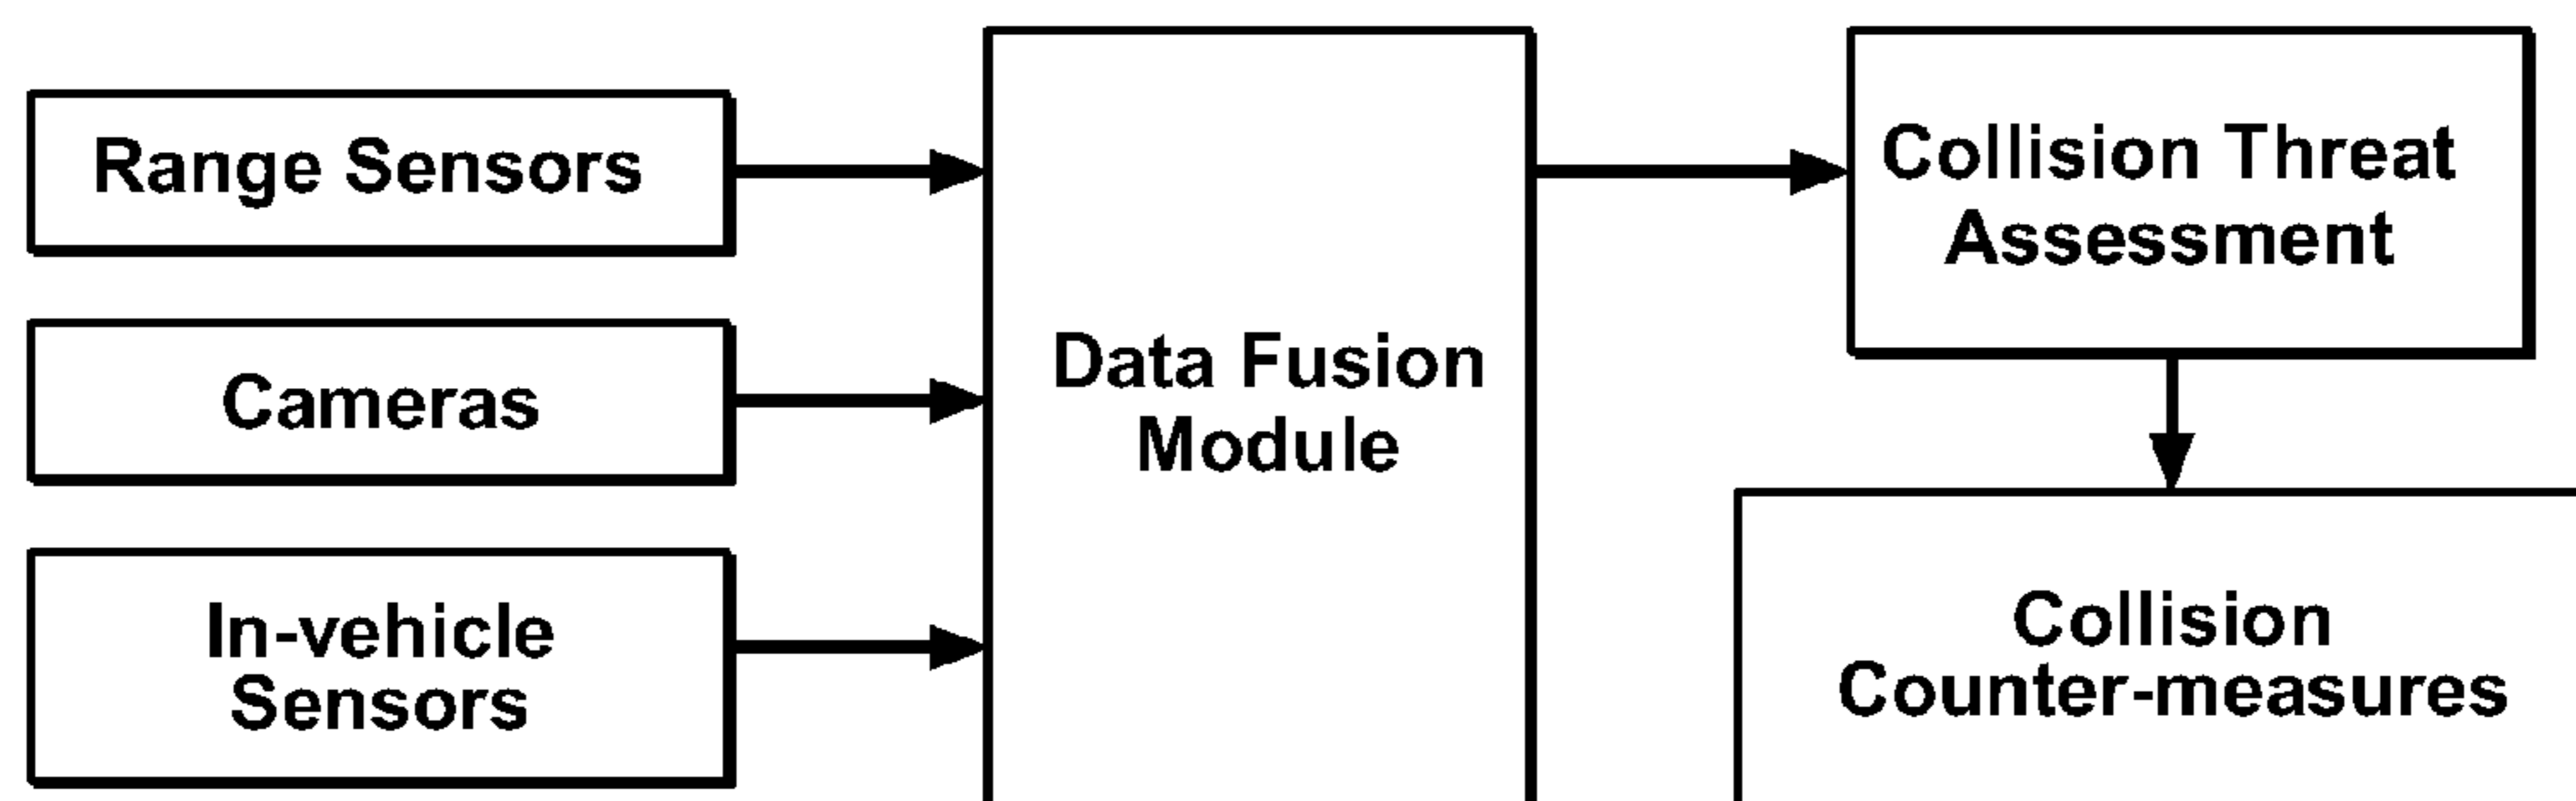 Range Sensors
Cameras
In-vehicle
Sensors
Data Fusion
Module
Collision Threat
Assessment
Collision
Counter-measures